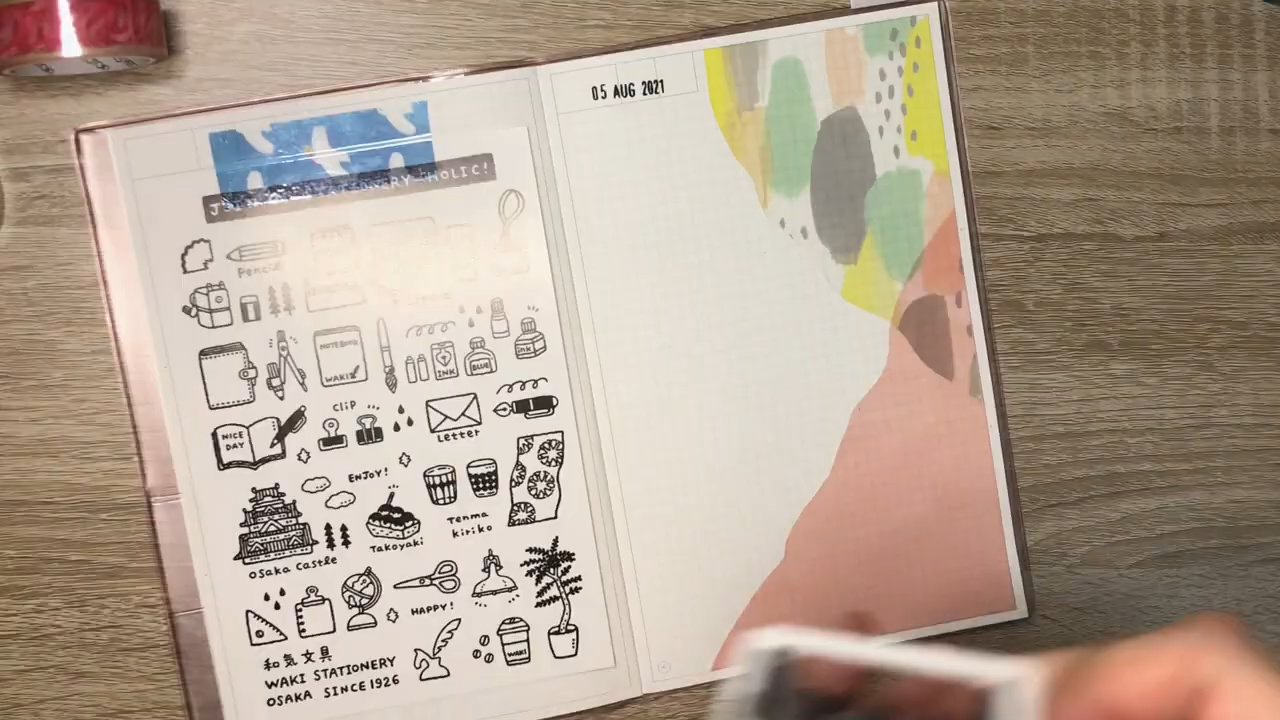 05 AUG 2021
STATIONERY HOLIC!
Pencil
NOTEBOOK
WAKI
INK
BLUE
INK
NICE
DAY
CLIP
Letter
ENJOY!
Takoyaki
Tenma
kiriko
OSaKa CaStLe
HAPPY!
WAKI
和気文具
WAKI STATIONERY
OSAKA SINCE 1926